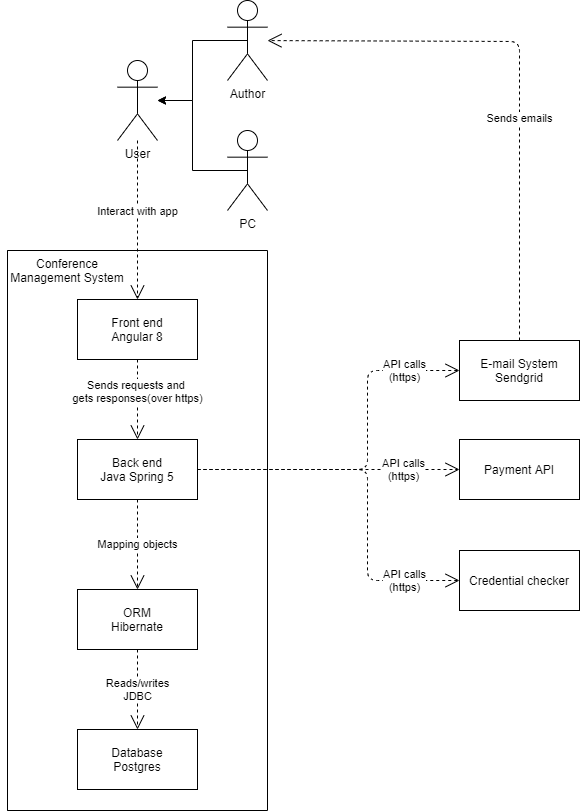 Author
Sends emails
User
PC
Interact with app
Conference
Management System
Front end
Angular 8
Sends requests and
gets responses(over https)
API calls
(https)
E-mail System
Sendgrid
Back end
Java Spring 5
API calls
(https)
Payment API
Mapping objects
API calls
(https)
Credential checker
ORM
Hibernate
Reads/writes
JDBC
Database
Postgres